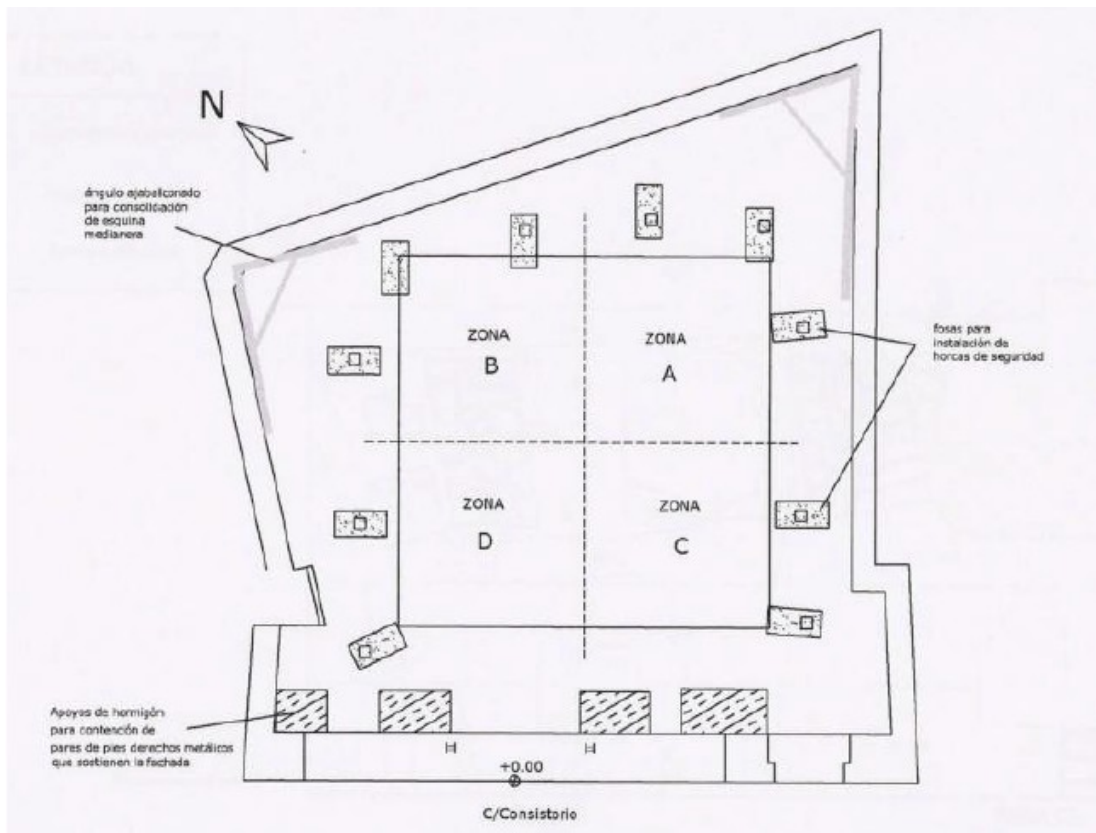 N
ángulo ajabalconado
para consolidación
de esquina
medianera
ZONA
B
ZONA
A
fosas para
instalación de
horcas de seguridad
ZONA
D
ZONA
C
Apoyos de hormigón
para contención de
pares de pies derechos metálicos
que sostienen la fachada
+0.00
C/Consistorio